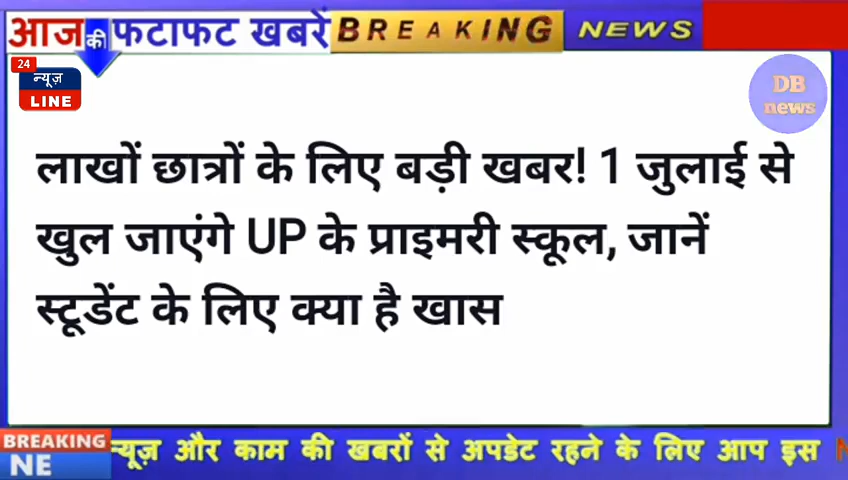 आज की फटाफट खबरें BREAKING NEWS
24
न्यूज़
LINE
DB
news
लाखों छात्रों के लिए बड़ी खबर! 1 जुलाई से
खुल जाएंगे UP के प्राइमरी स्कूल, जानें
स्टूडेंट के लिए क्या है खास
BREAKING
NE
न्यूज़ और काम की खबरों से अपडेट रहने के लिए आप इस